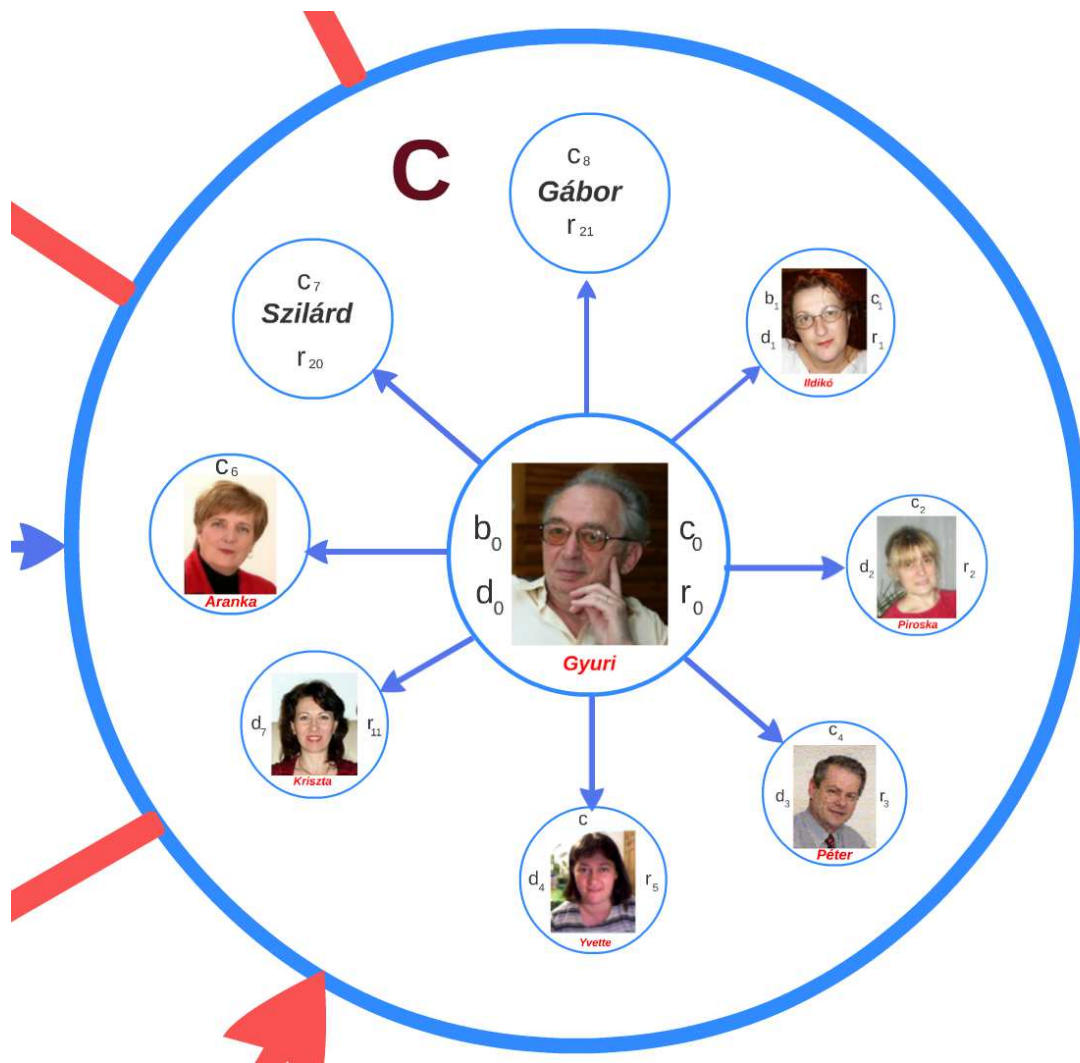 C
c8
Gábor
r21
c7
Szilárd
r20
b1 c1
d1 r1
Ildikó
c6
Aranka
b0 c0
d0 r0
Gyuri
c2
d2 r2
Piroska
d7 r11
Kriszta
c4
d3 r3
Péter
c
d4 r5
Yvette